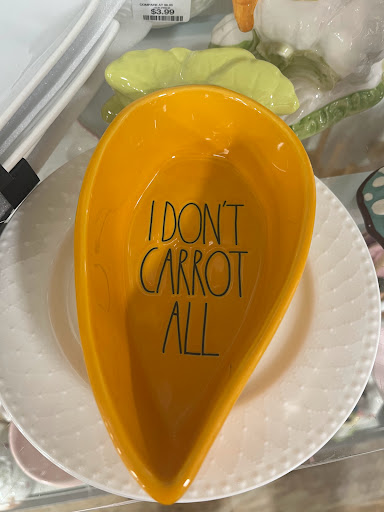 $3.99
I DON'T
CARROT
ALL